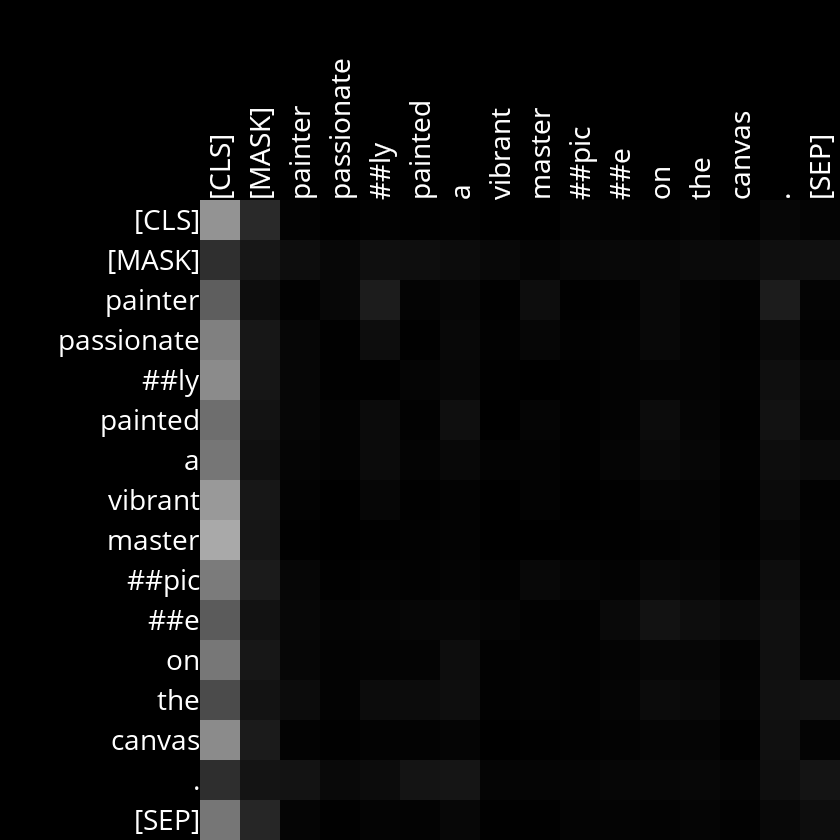 [CLS] [MASK] painter passionate ##ly painted a vibrant master ##pic ##e on the canvas . [SEP]
[CLS]
[MASK]
painter
passionate
##ly
painted
a
vibrant
master
##pic
##e
on
the
canvas
.
[SEP]